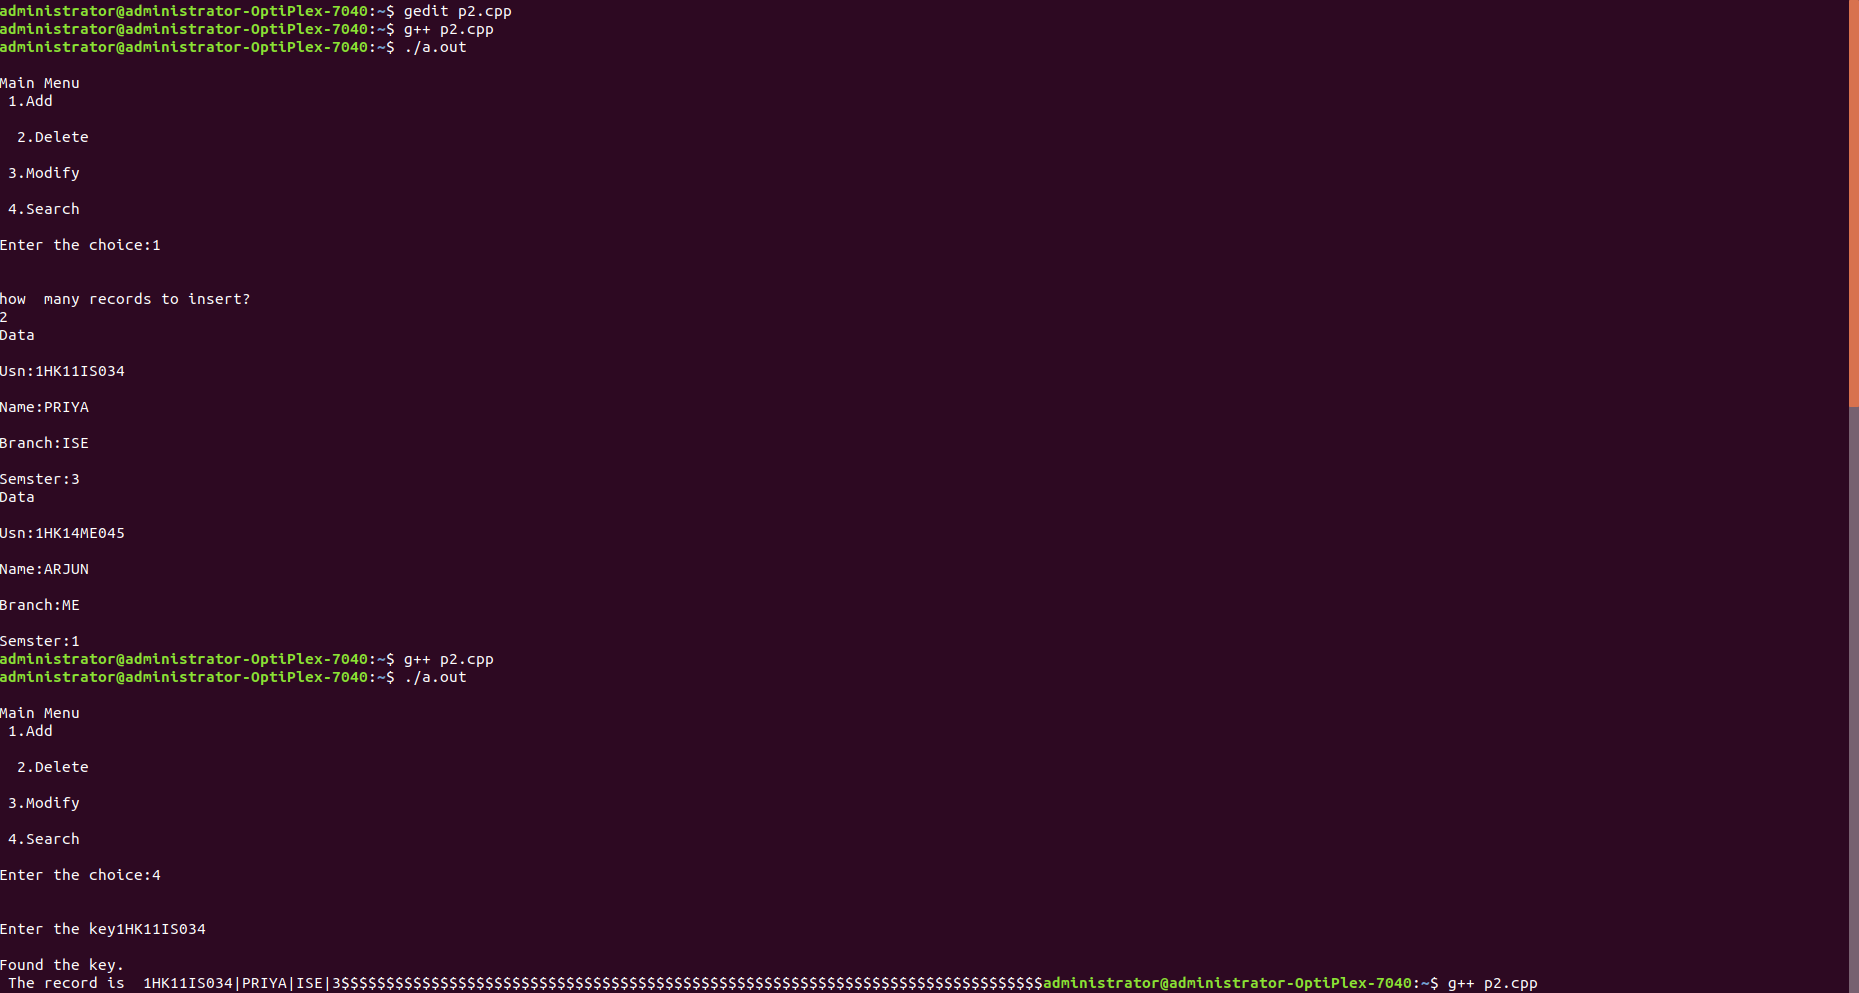 administrator@administrator-OptiPlex-7040:~$ gedit p2.cpp
administrator@administrator-OptiPlex-7040:~$ g++ p2.cpp
administrator@administrator-OptiPlex-7040:~$ ./a.out
Main Menu
 1.Add
  2.Delete
 3.Modify
 4.Search
Enter the choice:1
how  many records to insert?
2
Data
Usn:1HK11IS034
Name:PRIYA
Branch:ISE
Semster:3
Data
Usn:1HK14ME045
Name:ARJUN
Branch:ME
Semster:1
administrator@administrator-OptiPlex-7040:~$ g++ p2.cpp
administrator@administrator-OptiPlex-7040:~$ ./a.out
Main Menu
 1.Add
  2.Delete
 3.Modify
 4.Search
Enter the choice:4
Enter the key1HK11IS034
Found the key.
 The record is  1HK11IS034|PRIYA|ISE|3$$$$$$$$$$$$$$$$$$$$$$$$$$$$$$$$$$$$$$$$$$$$$$$$$$$$$$$$$$$$$$$$$$$$$$$$$$$$$$administrator@administrator-OptiPlex-7040:~$ g++ p2.cpp